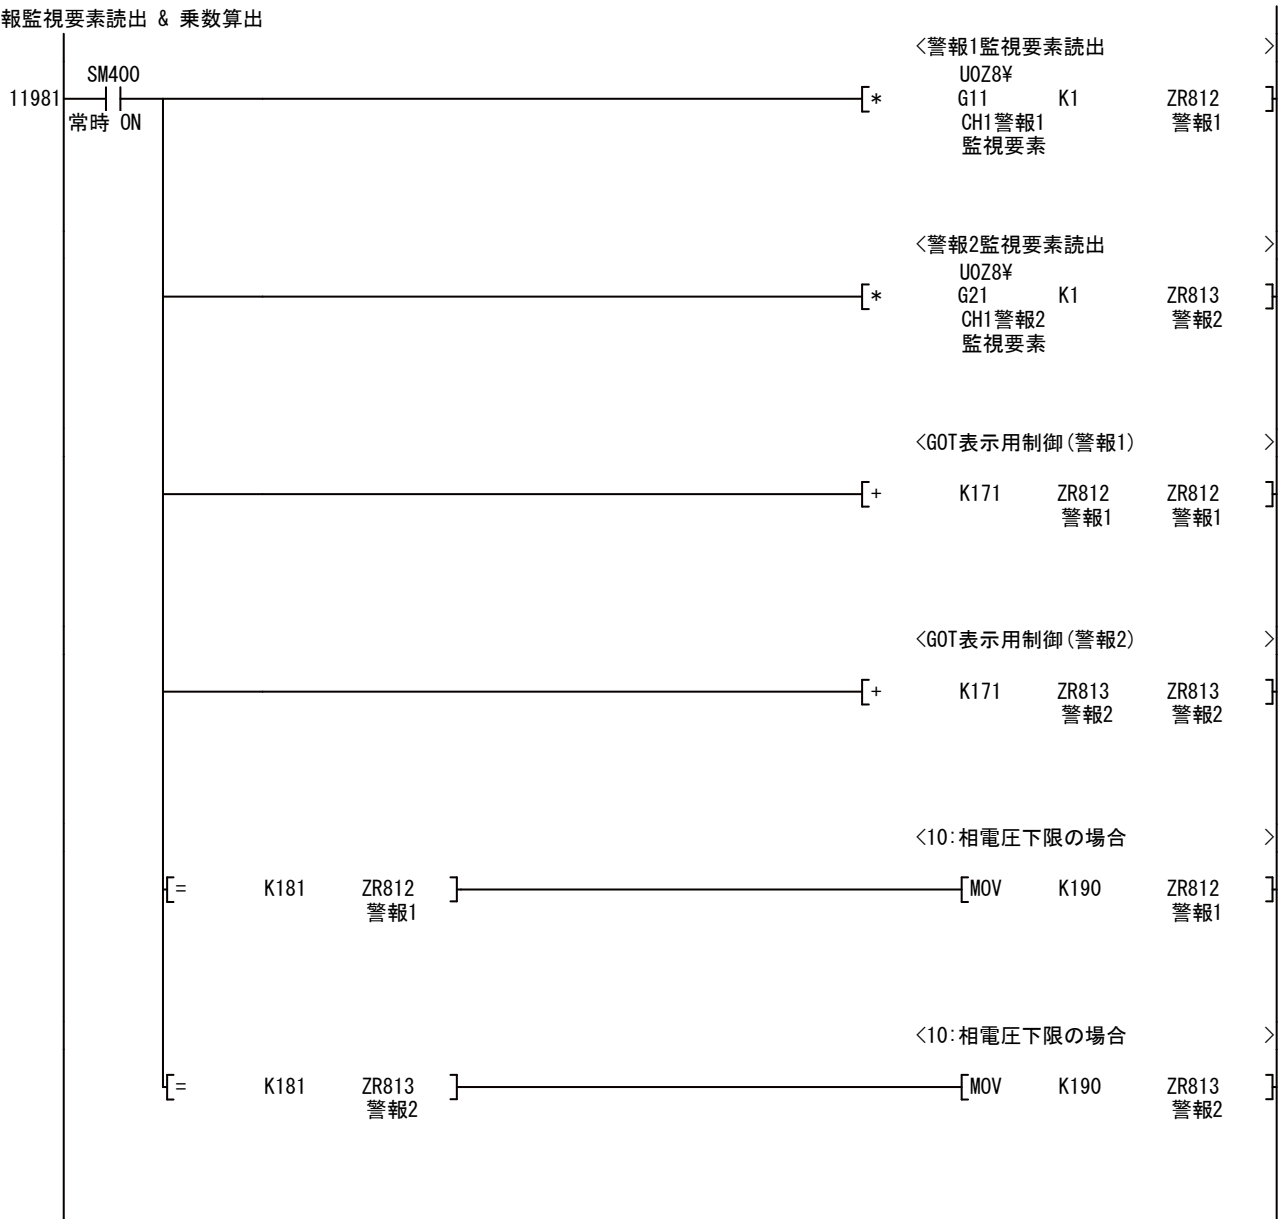 報監視要素読出 & 乗数算出
<警報1監視要素読出 >
SM400 U0Z8¥
11981 [* G11 K1 ZR812 ]
常時 ON CH1警報1 警報1
監視要素
<警報2監視要素読出 >
U0Z8¥
[* G21 K1 ZR813 ]
CH1警報2 警報2
監視要素
<GOT表示用制御(警報1) >
[+ K171 ZR812 ZR812 ]
警報1 警報1
<GOT表示用制御(警報2) >
[+ K171 ZR813 ZR813 ]
警報2 警報2
<10:相電圧下限の場合 >
[= K181 ZR812 ] [MOV K190 ZR812 ]
警報1 警報1
<10:相電圧下限の場合 >
[= K181 ZR813 ] [MOV K190 ZR813 ]
警報2 警報2